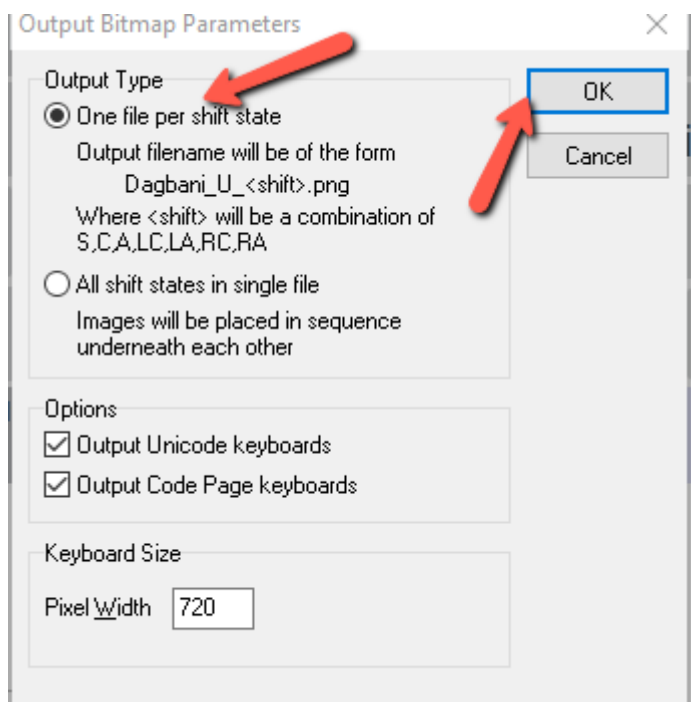 Output Bitmap Parameters
Output Type
OK
One file per shift state
Output filename will be of the form
Cancel
Dagbani_U_<shift>.png
Where <shift> will be a combination of
S,C,A,LC,LA,RC,RA
All shift states in single file
Images will be placed in sequence
underneath each other
Options
Output Unicode keyboards
Output Code Page keyboards
Keyboard Size
Pixel Width 720